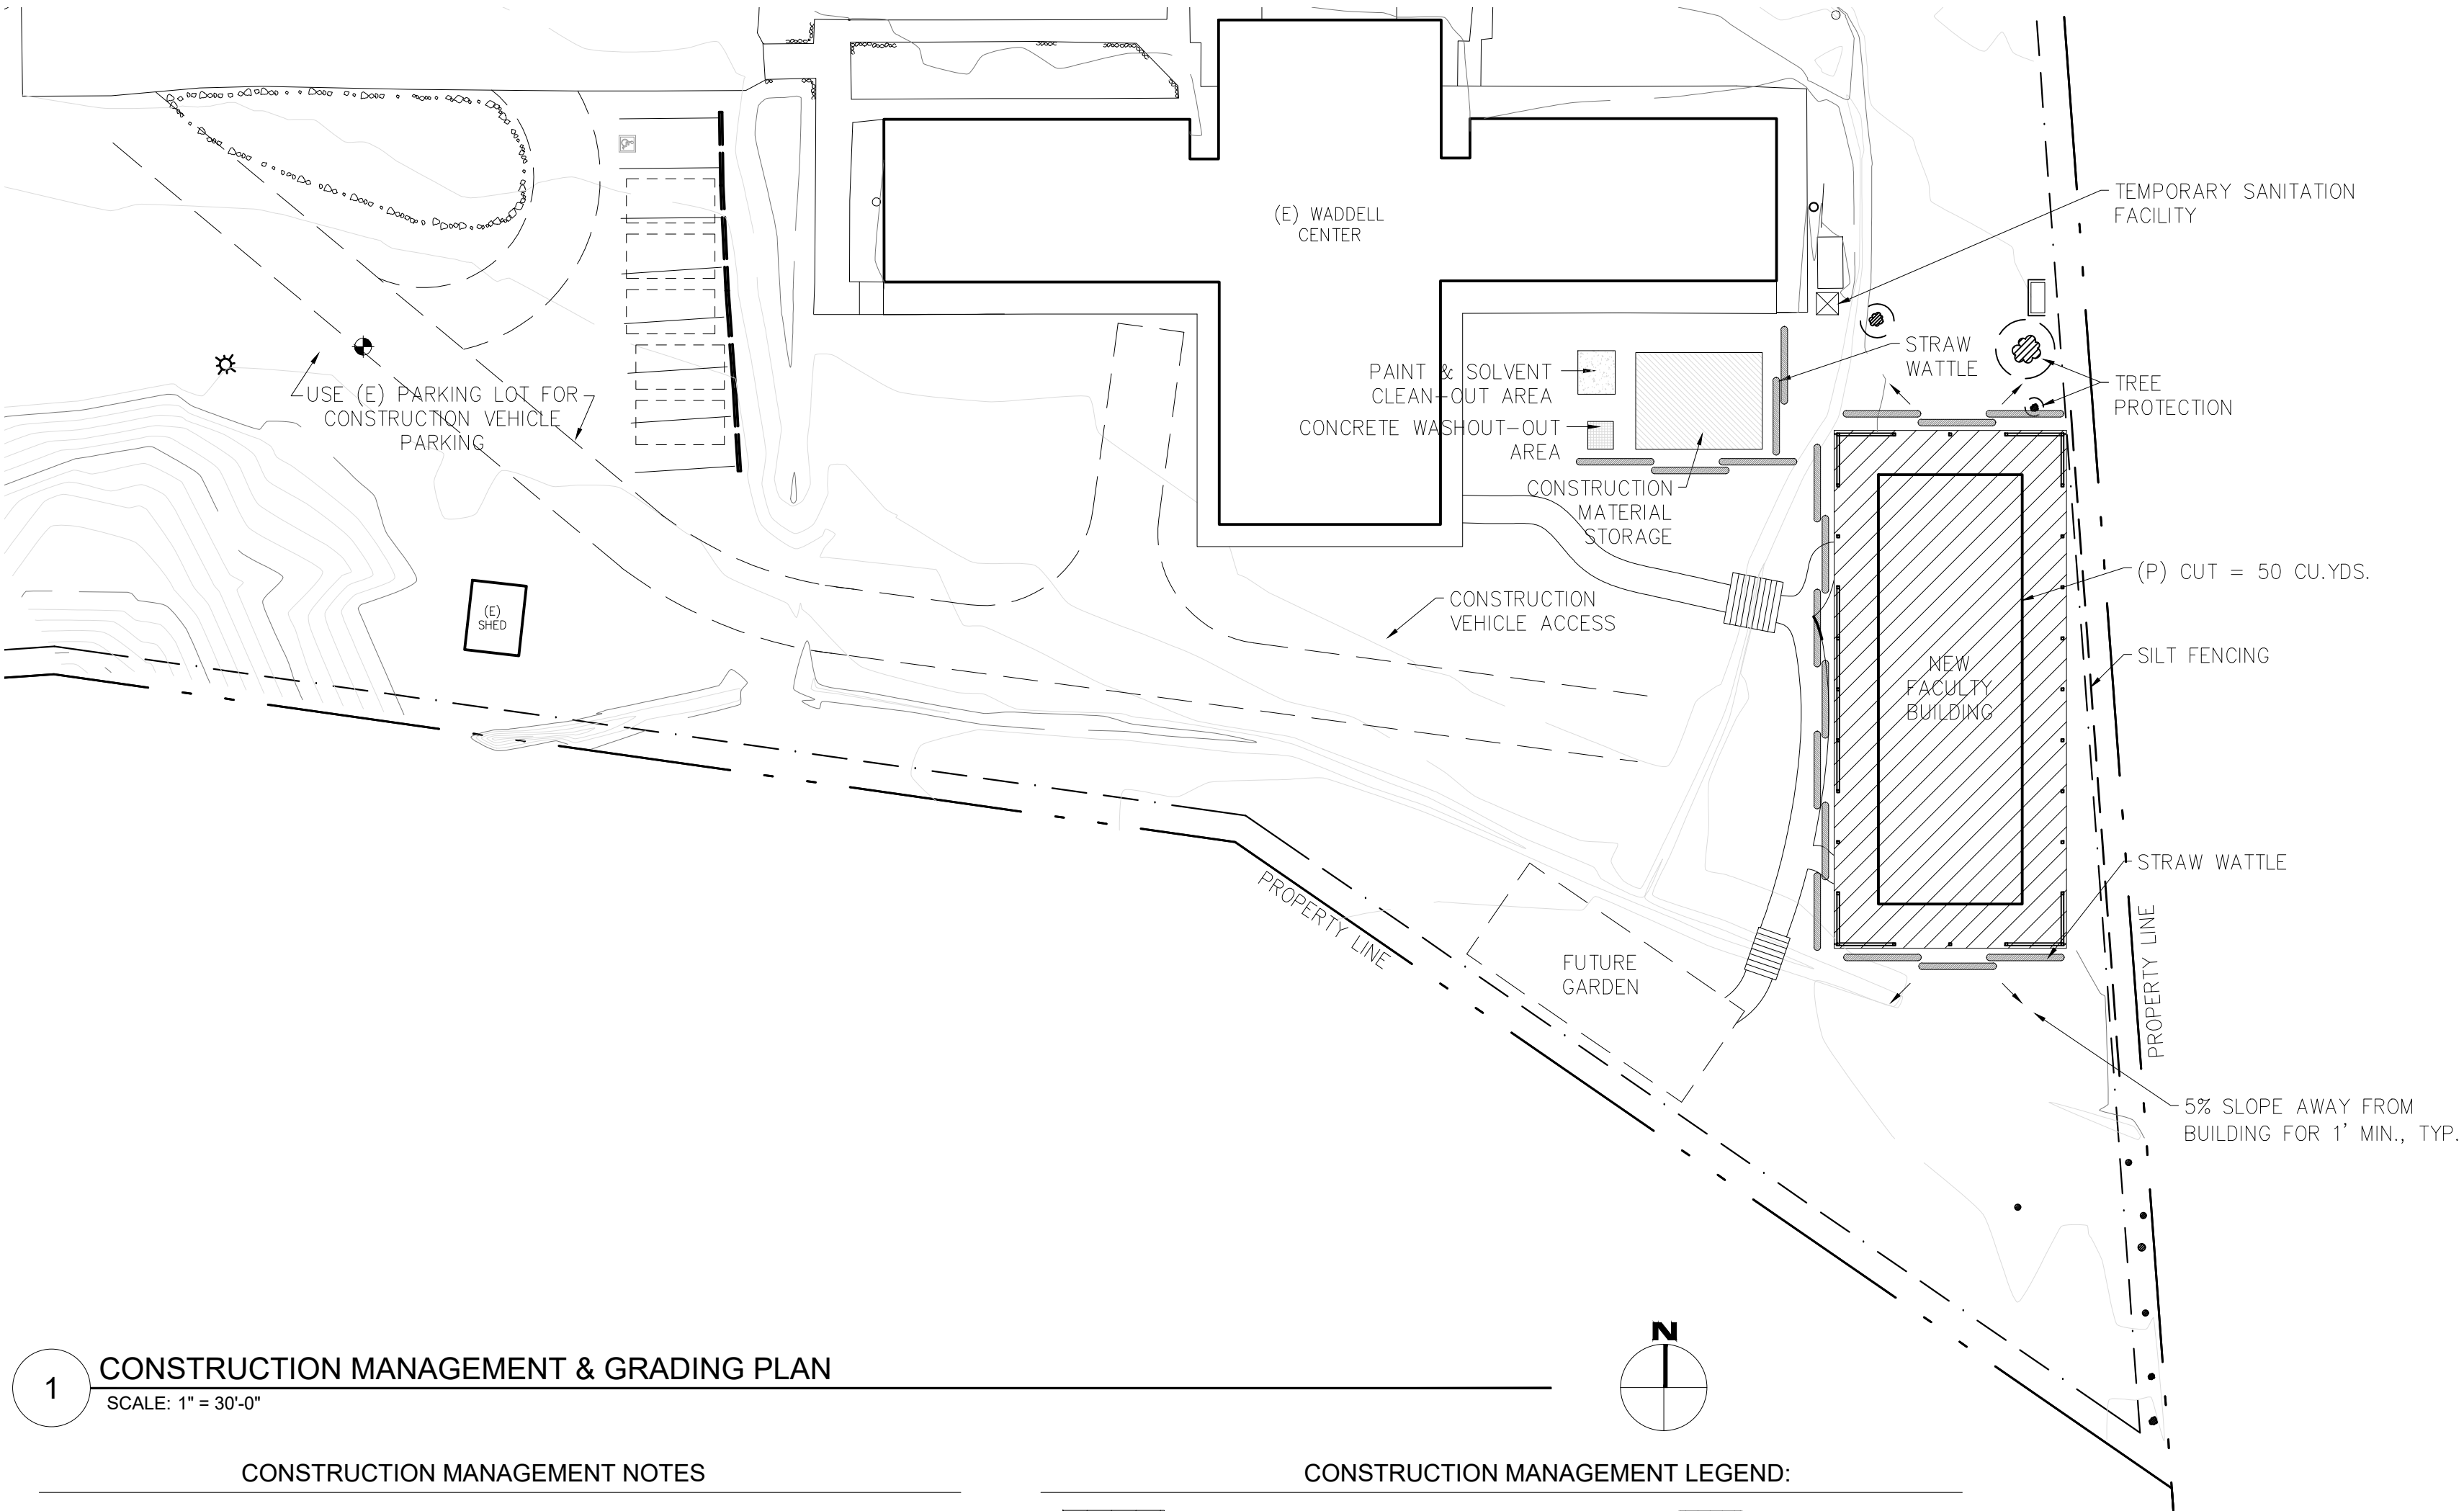 TEMPORARY SANITATION
FACILITY
(E) WADDELL
CENTER
STRAW
WATTLE
PAINT & SOLVENT
CLEAN-OUT AREA
TREE
PROTECTION
USE (E) PARKING LOT FOR
CONSTRUCTION VEHICLE
PARKING
CONCRETE WASHOUT-OUT
AREA
CONSTRUCTION
MATERIAL
STORAGE
(P) CUT = 50 CU.YDS.
(E)
SHED
CONSTRUCTION
VEHICLE ACCESS
SILT FENCING
NEW
FACULTY
BUILDING
STRAW WATTLE
PROPERTY LINE
PROPERTY LINE
FUTURE
GARDEN
5% SLOPE AWAY FROM
BUILDING FOR 1' MIN., TYP.
N
1
CONSTRUCTION MANAGEMENT & GRADING PLAN
SCALE: 1" = 30'-0"
CONSTRUCTION MANAGEMENT NOTES
CONSTRUCTION MANAGEMENT LEGEND: